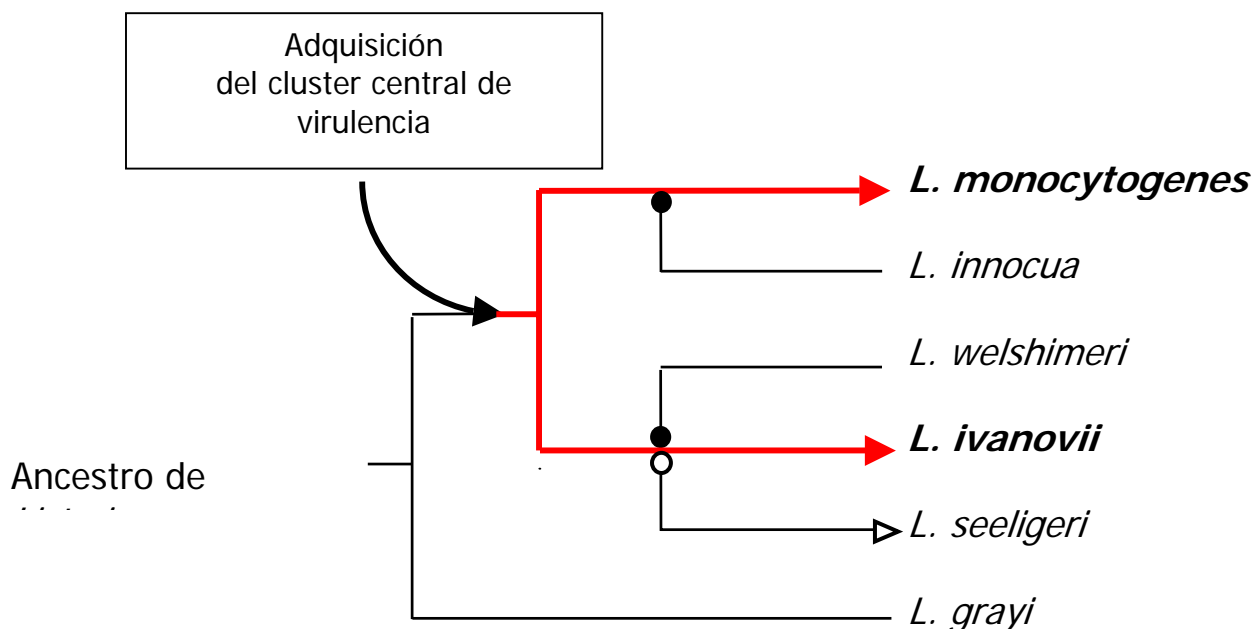 Adquisición
del cluster central de
virulencia
L. monocytogenes
L. innocua
L. welshimeri
L. ivanovii
Ancestro de
L. seeligeri
L. grayi